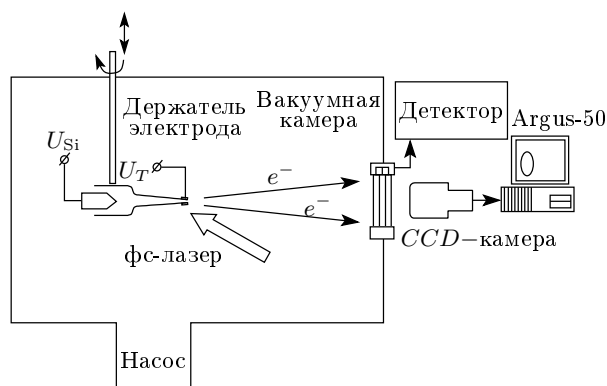 Держатель
электрода
Вакуумная
камера
Детектор
Argus-50
U_Si
U_T
e⁻
e⁻
CCD−камера
фс-лазер
Насос